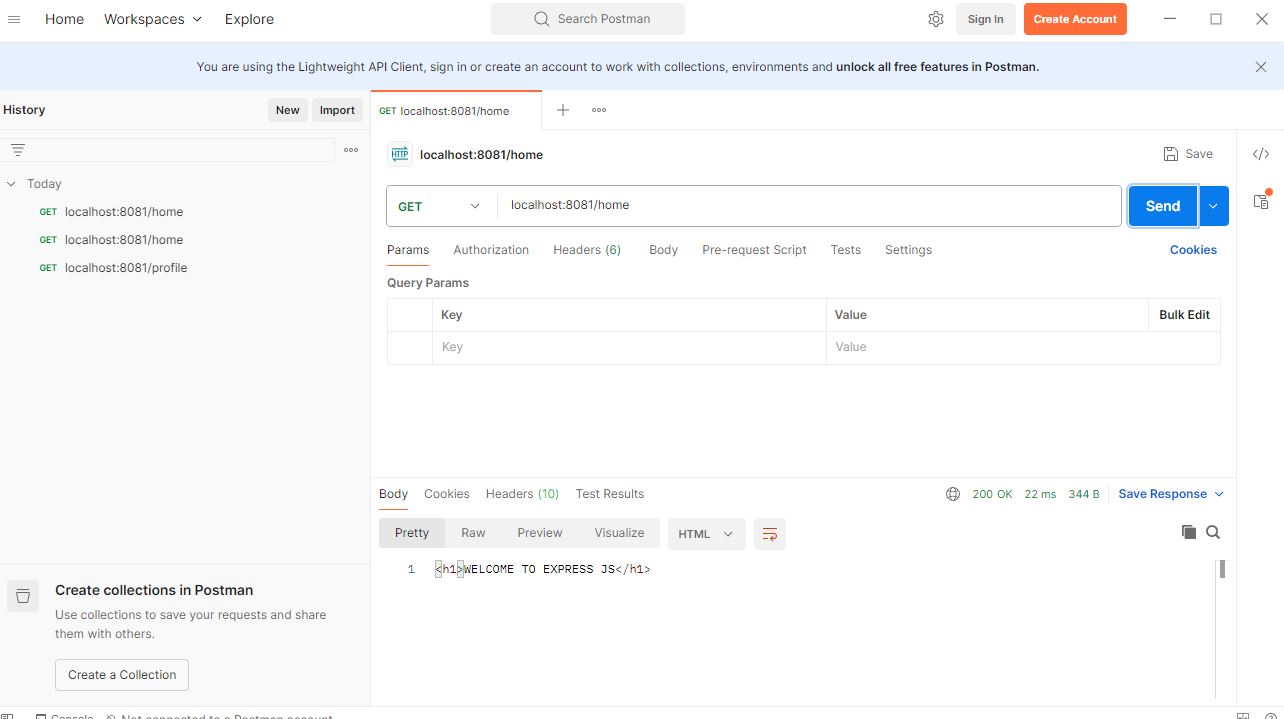 Home Workspaces Explore Search Postman Sign In Create Account
You are using the Lightweight API Client, sign in or create an account to work with collections, environments and unlock all free features in Postman.
History New Import
GET localhost:8081/home
HTTP localhost:8081/home Save
Today
GET localhost:8081/home
GET localhost:8081/home
GET localhost:8081/profile
GET localhost:8081/home Send
Params Authorization Headers (6) Body Pre-request Script Tests Settings Cookies
Query Params
Key Value Bulk Edit
Key Value
Body Cookies Headers (10) Test Results 200 OK 22 ms 344 B Save Response
Pretty Raw Preview Visualize HTML
1 <h1>WELCOME TO EXPRESS JS</h1>
Create collections in Postman
Use collections to save your requests and share
them with others.
Create a Collection
Console Not connected to a Postman account